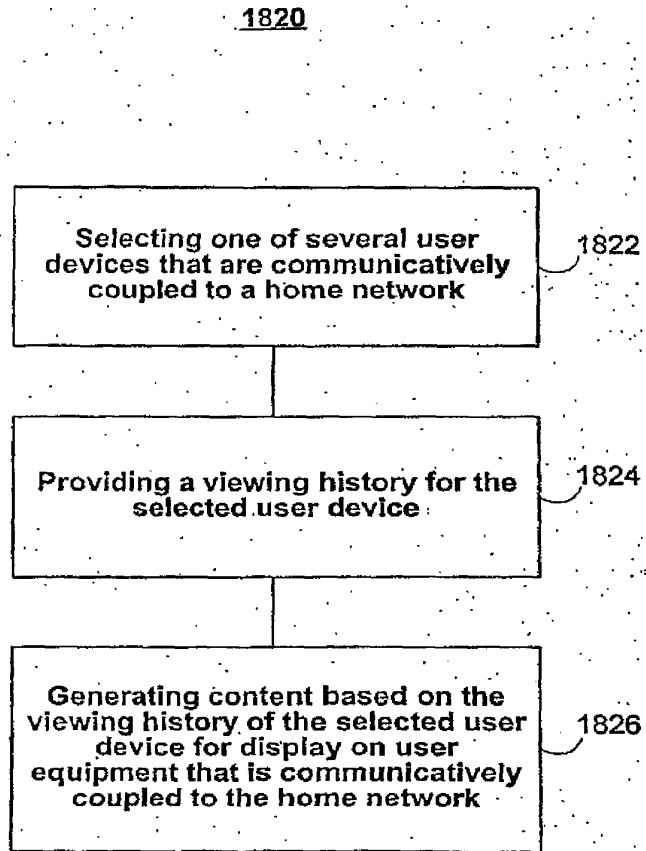 1820
Selecting one of several user
devices that are communicatively
coupled to a home network
1822
Providing a viewing history for the
selected user device
1824
Generating content based on the
viewing history of the selected user
device for display on user
equipment that is communicatively
coupled to the home network
1826